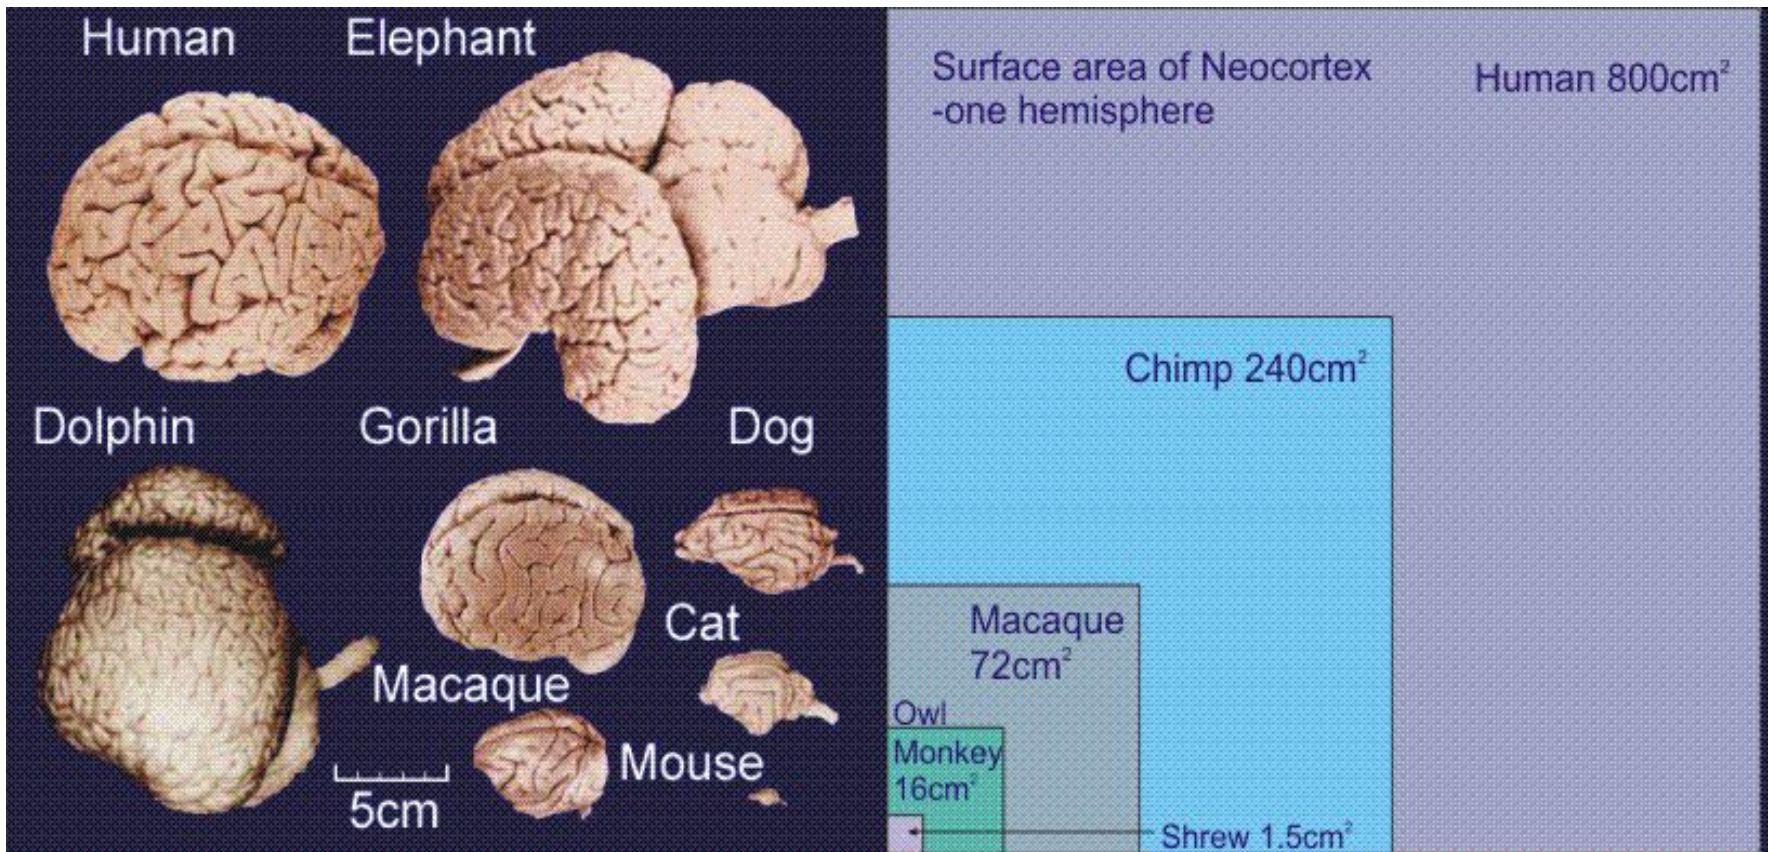 Human
Elephant
Dolphin
Gorilla
Dog
Cat
Macaque
Mouse
5cm
Surface area of Neocortex
-one hemisphere
Human 800cm²
Chimp 240cm²
Macaque
72cm²
Owl
Monkey
16cm²
Shrew 1.5cm²